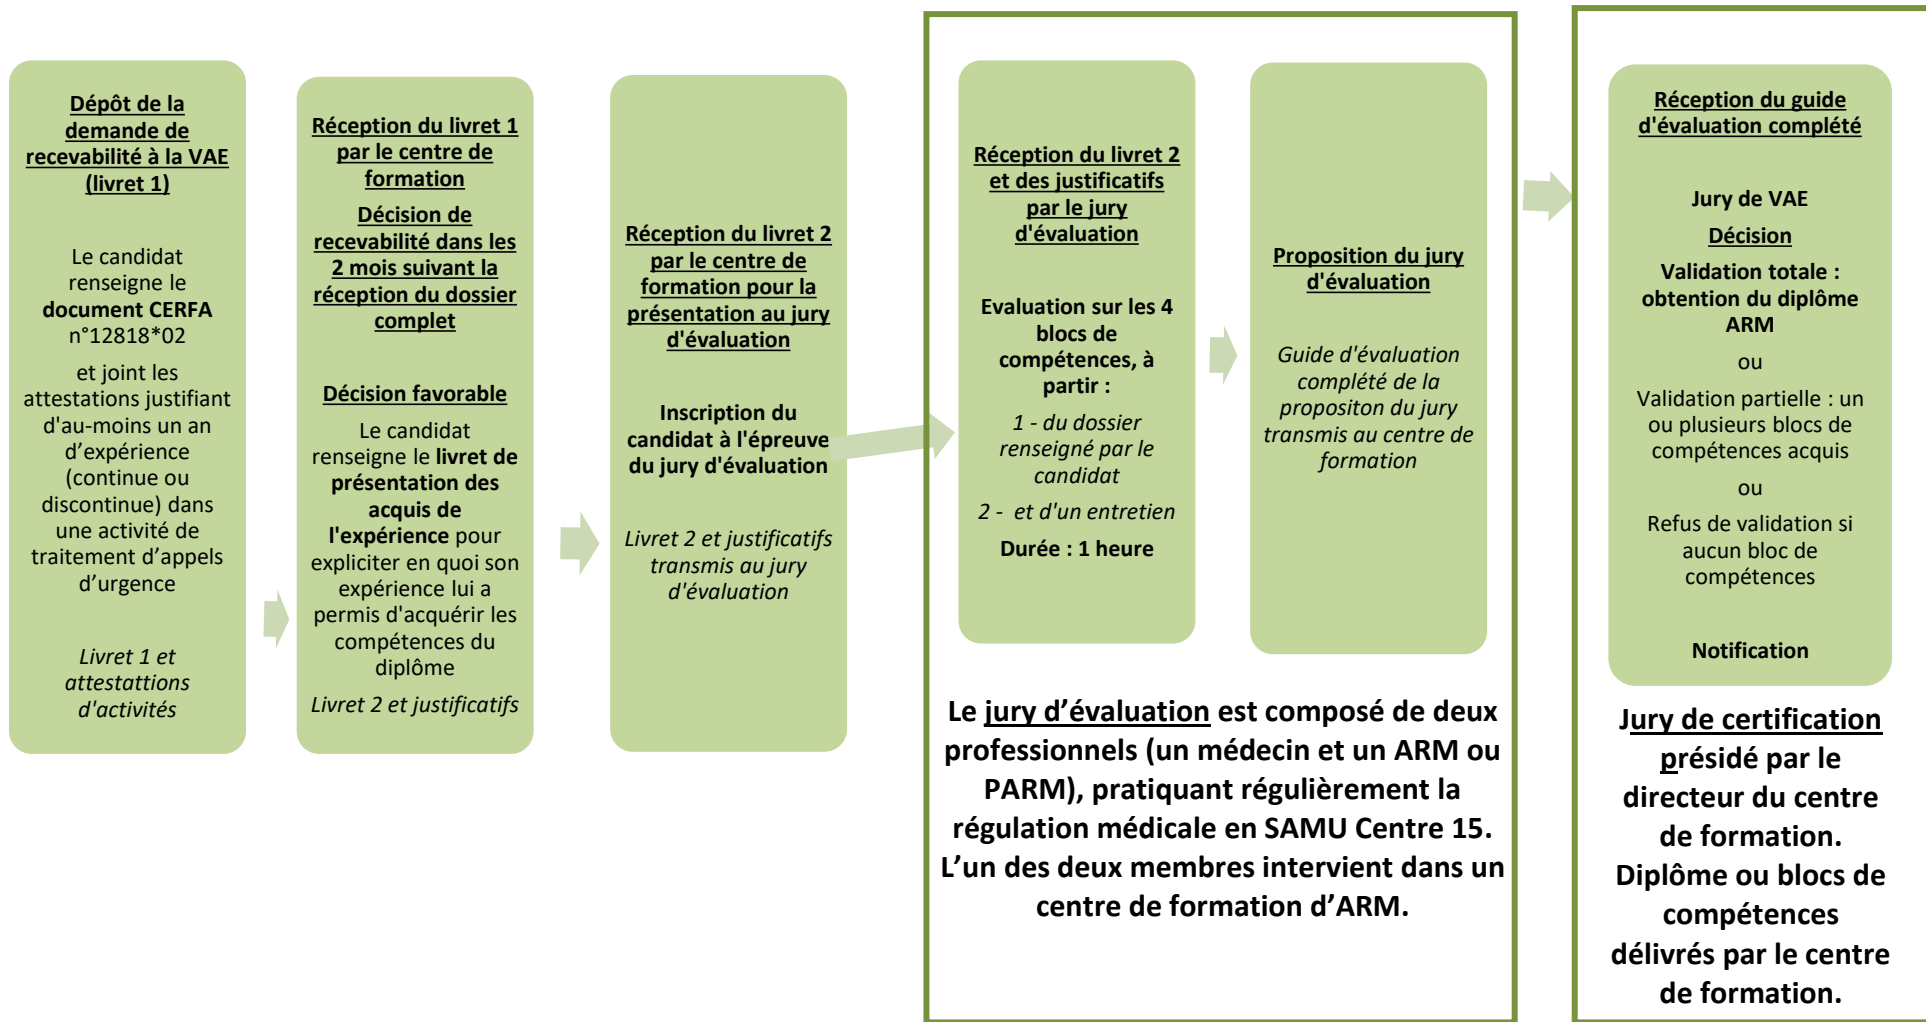 Dépôt de la
demande de
recevabilité à la VAE
(livret 1)
Le candidat
renseigne le
document CERFA
n°12818*02
et joint les
attestations justifiant
d'au-moins un an
d’expérience
(continue ou
discontinue) dans
une activité de
traitement d’appels
d’urgence
Livret 1 et
attestattions
d'activités
Réception du livret 1
par le centre de
formation
Décision de
recevabilité dans les
2 mois suivant la
réception du dossier
complet
Décision favorable
Le candidat
renseigne le livret de
présentation des
acquis de
l'expérience pour
expliciter en quoi son
expérience lui a
permis d'acquérir les
compétences du
diplôme
Livret 2 et justificatifs
Réception du livret 2
par le centre de
formation pour la
présentation au jury
d'évaluation
Inscription du
candidat à l'épreuve
du jury d'évaluation
Livret 2 et justificatifs
transmis au jury
d'évaluation
Réception du livret 2
et des justificatifs
par le jury
d'évaluation
Evaluation sur les 4
blocs de
compétences, à
partir :
1 - du dossier
renseigné par le
candidat
2 - et d'un entretien
Durée : 1 heure
Proposition du jury
d'évaluation
Guide d'évaluation
complété de la
propositon du jury
transmis au centre de
formation
Le jury d’évaluation est composé de deux
professionnels (un médecin et un ARM ou
PARM), pratiquant régulièrement la
régulation médicale en SAMU Centre 15.
L’un des deux membres intervient dans un
centre de formation d’ARM.
Réception du guide
d'évaluation complété
Jury de VAE
Décision
Validation totale :
obtention du diplôme
ARM
ou
Validation partielle : un
ou plusieurs blocs de
compétences acquis
ou
Refus de validation si
aucun bloc de
compétences
Notification
Jury de certification
présidé par le
directeur du centre
de formation.
Diplôme ou blocs de
compétences
délivrés par le centre
de formation.